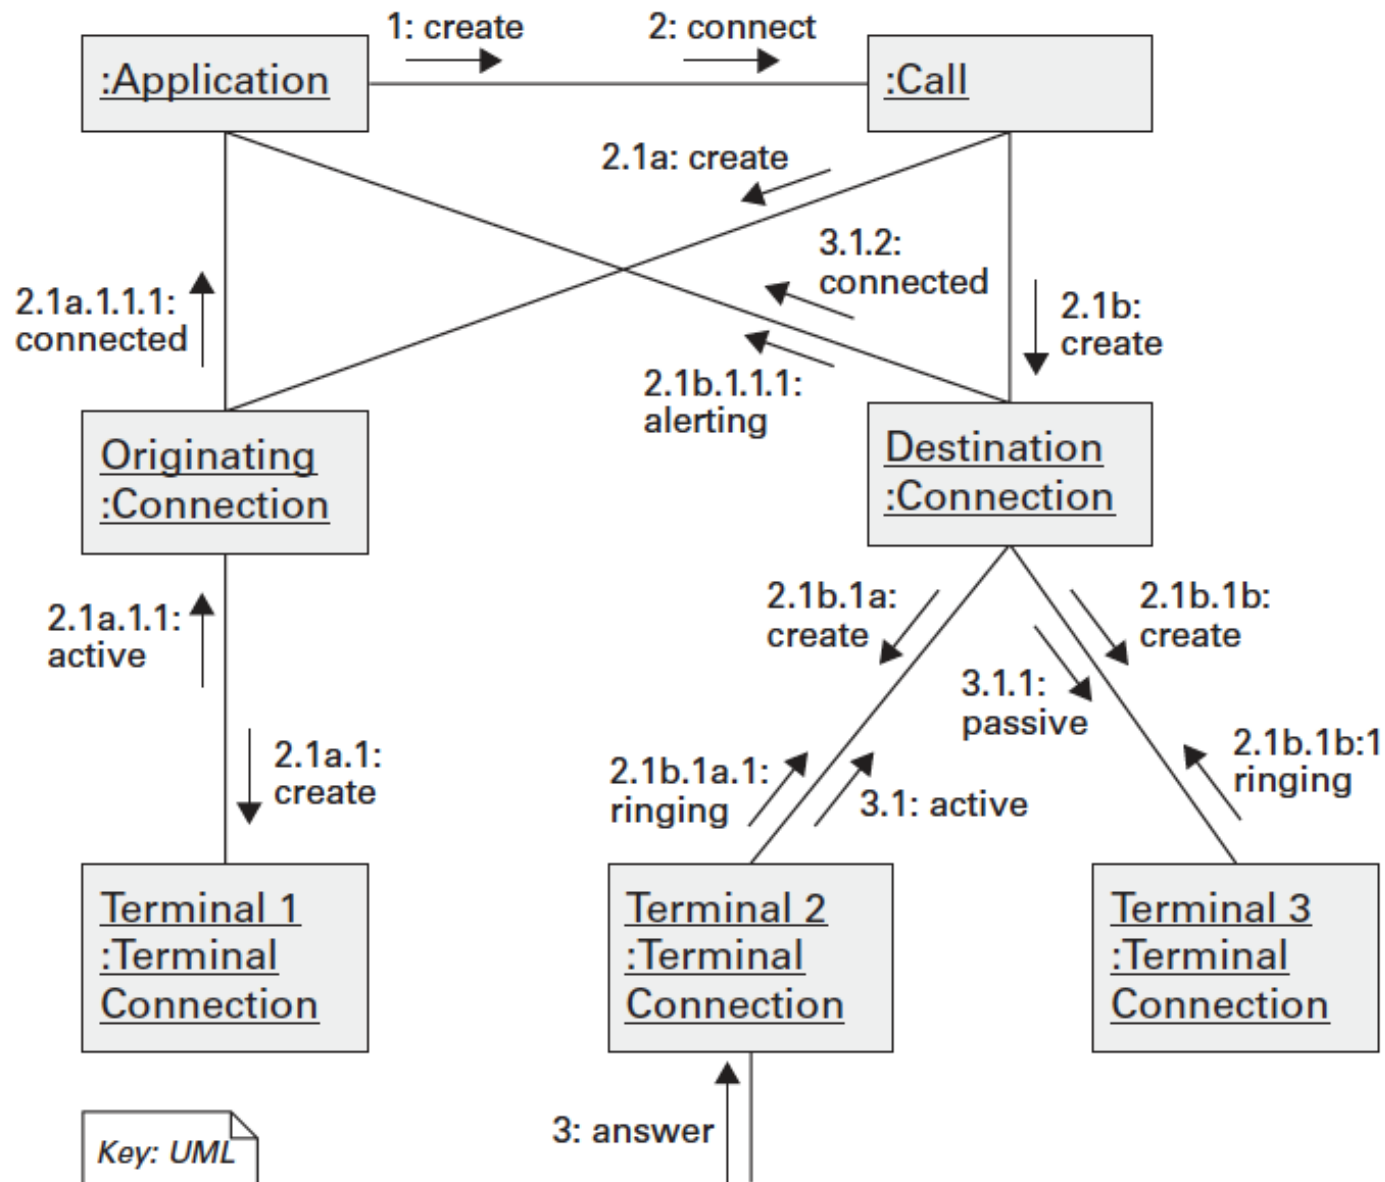 1: create
2: connect
:Application
:Call
2.1a: create
3.1.2:
connected
2.1a.1.1.1:
connected
2.1b:
create
2.1b.1.1.1:
alerting
Originating
:Connection
Destination
:Connection
2.1a.1.1:
active
2.1b.1a:
create
2.1b.1b:
create
3.1.1:
passive
2.1a.1:
create
2.1b.1a.1:
ringing
3.1: active
2.1b.1b:1
ringing
Terminal 1
:Terminal
Connection
Terminal 2
:Terminal
Connection
Terminal 3
:Terminal
Connection
3: answer
Key: UML